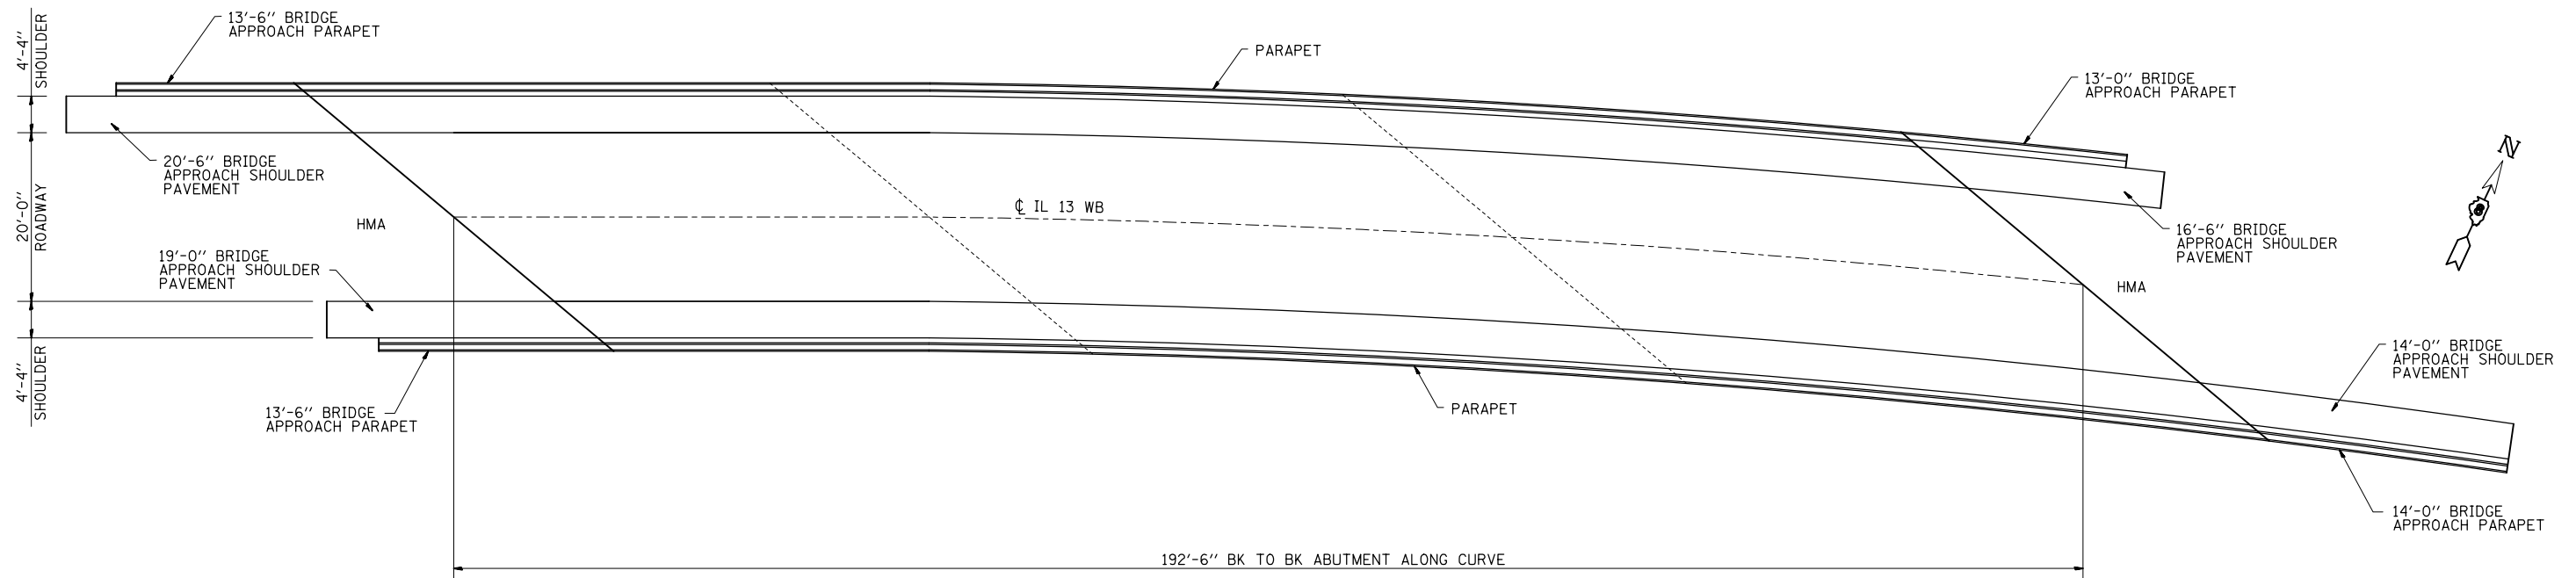 13'-6'' BRIDGE
APPROACH PARAPET
4'-4''
SHOULDER
PARAPET
13'-0'' BRIDGE
APPROACH PARAPET
20'-6'' BRIDGE
APPROACH SHOULDER
PAVEMENT
N
20'-0''
ROADWAY
HMA
℄ IL 13 WB
16'-6'' BRIDGE
APPROACH SHOULDER
PAVEMENT
19'-0'' BRIDGE
APPROACH SHOULDER
PAVEMENT
HMA
4'-4''
SHOULDER
14'-0'' BRIDGE
APPROACH SHOULDER
PAVEMENT
13'-6'' BRIDGE
APPROACH PARAPET
PARAPET
14'-0'' BRIDGE
APPROACH PARAPET
192'-6'' BK TO BK ABUTMENT ALONG CURVE